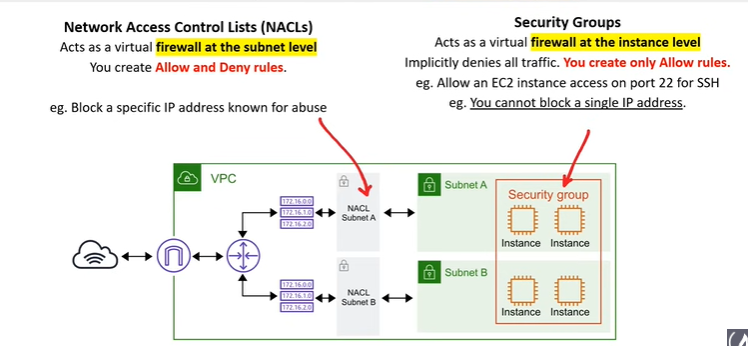 Network Access Control Lists (NACLs)
Acts as a virtual firewall at the subnet level
You create Allow and Deny rules.
eg. Block a specific IP address known for abuse
Security Groups
Acts as a virtual firewall at the instance level
Implicitly denies all traffic. You create only Allow rules.
eg. Allow an EC2 instance access on port 22 for SSH
eg. You cannot block a single IP address.
VPC
172.16.0.0
172.16.1.0
172.16.2.0
NACL
Subnet A
Subnet A
Security group
Instance Instance
172.16.0.0
172.16.1.0
172.16.2.0
NACL
Subnet B
Subnet B
Instance Instance